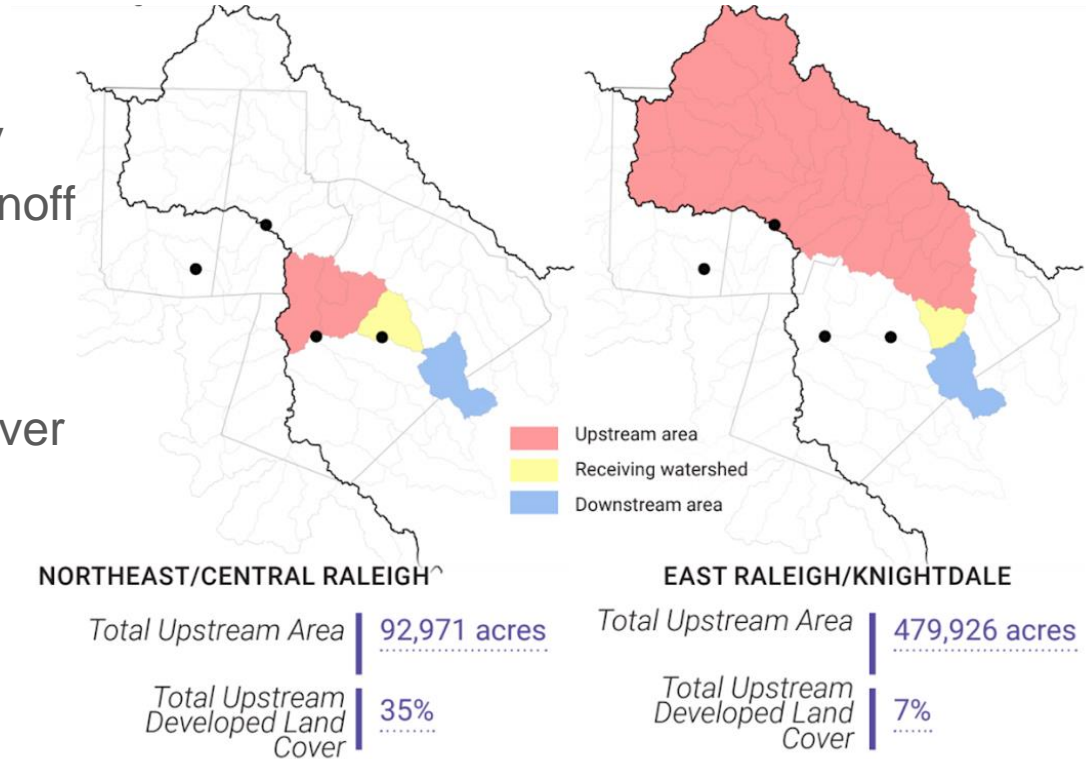 noff
ver
Upstream area
Receiving watershed
Downstream area
NORTHEAST/CENTRAL RALEIGH^
Total Upstream Area
92,971 acres
Total Upstream
Developed Land
Cover
35%
EAST RALEIGH/KNIGHTDALE
Total Upstream Area
479,926 acres
Total Upstream
Developed Land
Cover
7%